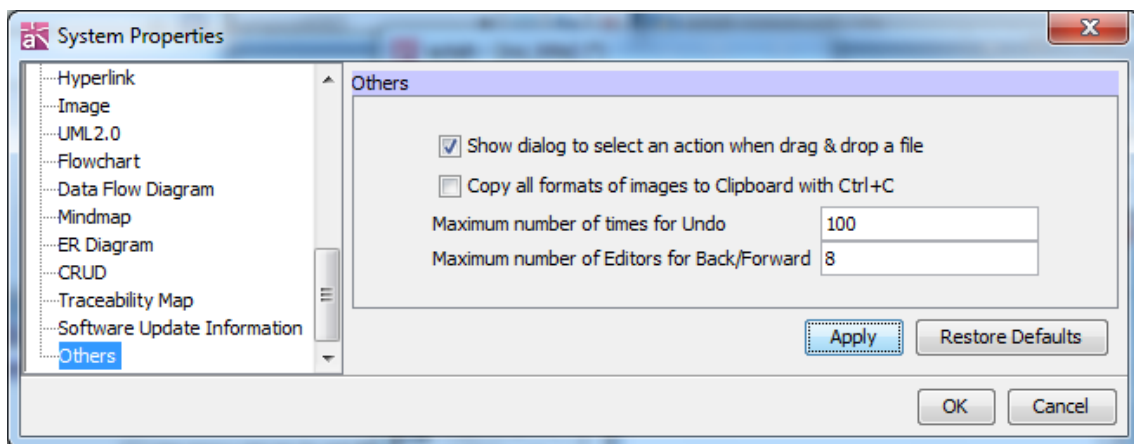 System Properties
Hyperlink
Image
UML2.0
Flowchart
Data Flow Diagram
Mindmap
ER Diagram
CRUD
Traceability Map
Software Update Information
Others
Others
Show dialog to select an action when drag & drop a file
Copy all formats of images to Clipboard with Ctrl+C
Maximum number of times for Undo 100
Maximum number of Editors for Back/Forward 8
Apply Restore Defaults
OK Cancel